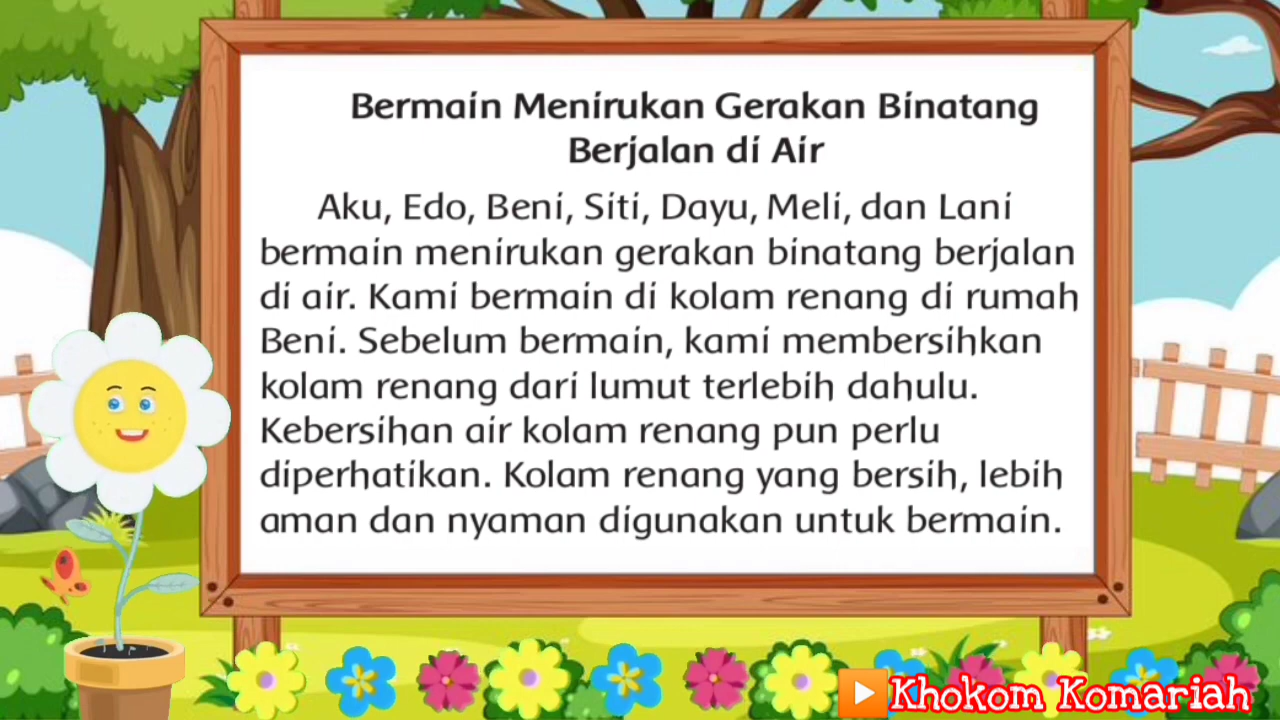 Bermain Menirukan Gerakan Binatang
Berjalan di Air
Aku, Edo, Beni, Siti, Dayu, Meli, dan Lani
bermain menirukan gerakan binatang berjalan
di air. Kami bermain di kolam renang di rumah
Beni. Sebelum bermain, kami membersihkan
kolam renang dari lumut terlebih dahulu.
Kebersihan air kolam renang pun perlu
diperhatikan. Kolam renang yang bersih, lebih
aman dan nyaman digunakan untuk bermain.
Khokom Komariah